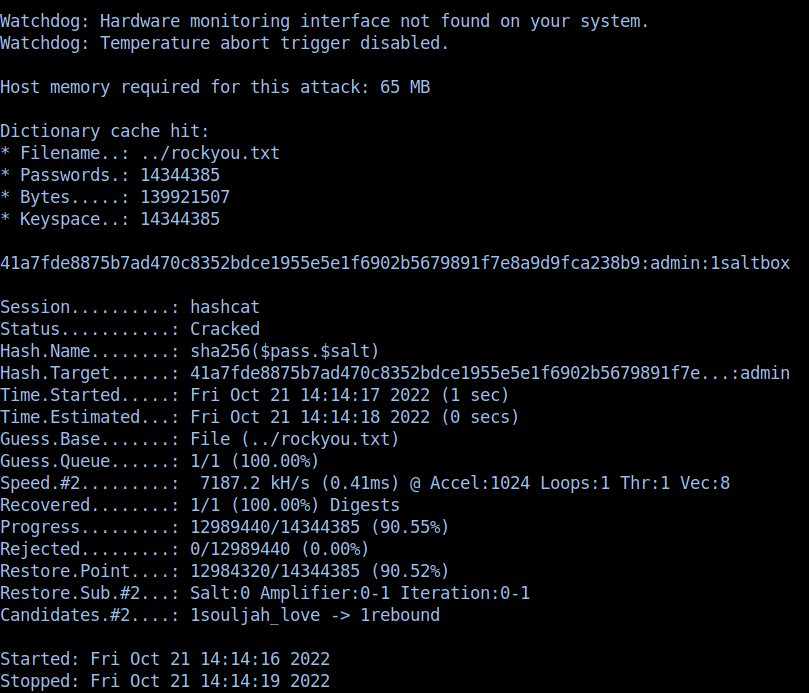 Watchdog: Hardware monitoring interface not found on your system.
Watchdog: Temperature abort trigger disabled.
Host memory required for this attack: 65 MB
Dictionary cache hit:
* Filename..: ../rockyou.txt
* Passwords.: 14344385
* Bytes.....: 139921507
* Keyspace..: 14344385
41a7fde8875b7ad470c8352bdce1955e5e1f6902b5679891f7e8a9d9fca238b9:admin:1saltbox
Session..........: hashcat
Status...........: Cracked
Hash.Name........: sha256($pass.$salt)
Hash.Target......: 41a7fde8875b7ad470c8352bdce1955e5e1f6902b5679891f7e...:admin
Time.Started.....: Fri Oct 21 14:14:17 2022 (1 sec)
Time.Estimated...: Fri Oct 21 14:14:18 2022 (0 secs)
Guess.Base.......: File (../rockyou.txt)
Guess.Queue......: 1/1 (100.00%)
Speed.#2.........:  7187.2 kH/s (0.41ms) @ Accel:1024 Loops:1 Thr:1 Vec:8
Recovered........: 1/1 (100.00%) Digests
Progress.........: 12989440/14344385 (90.55%)
Rejected.........: 0/12989440 (0.00%)
Restore.Point....: 12984320/14344385 (90.52%)
Restore.Sub.#2...: Salt:0 Amplifier:0-1 Iteration:0-1
Candidates.#2....: 1souljah_love -> 1rebound
Started: Fri Oct 21 14:14:16 2022
Stopped: Fri Oct 21 14:14:19 2022